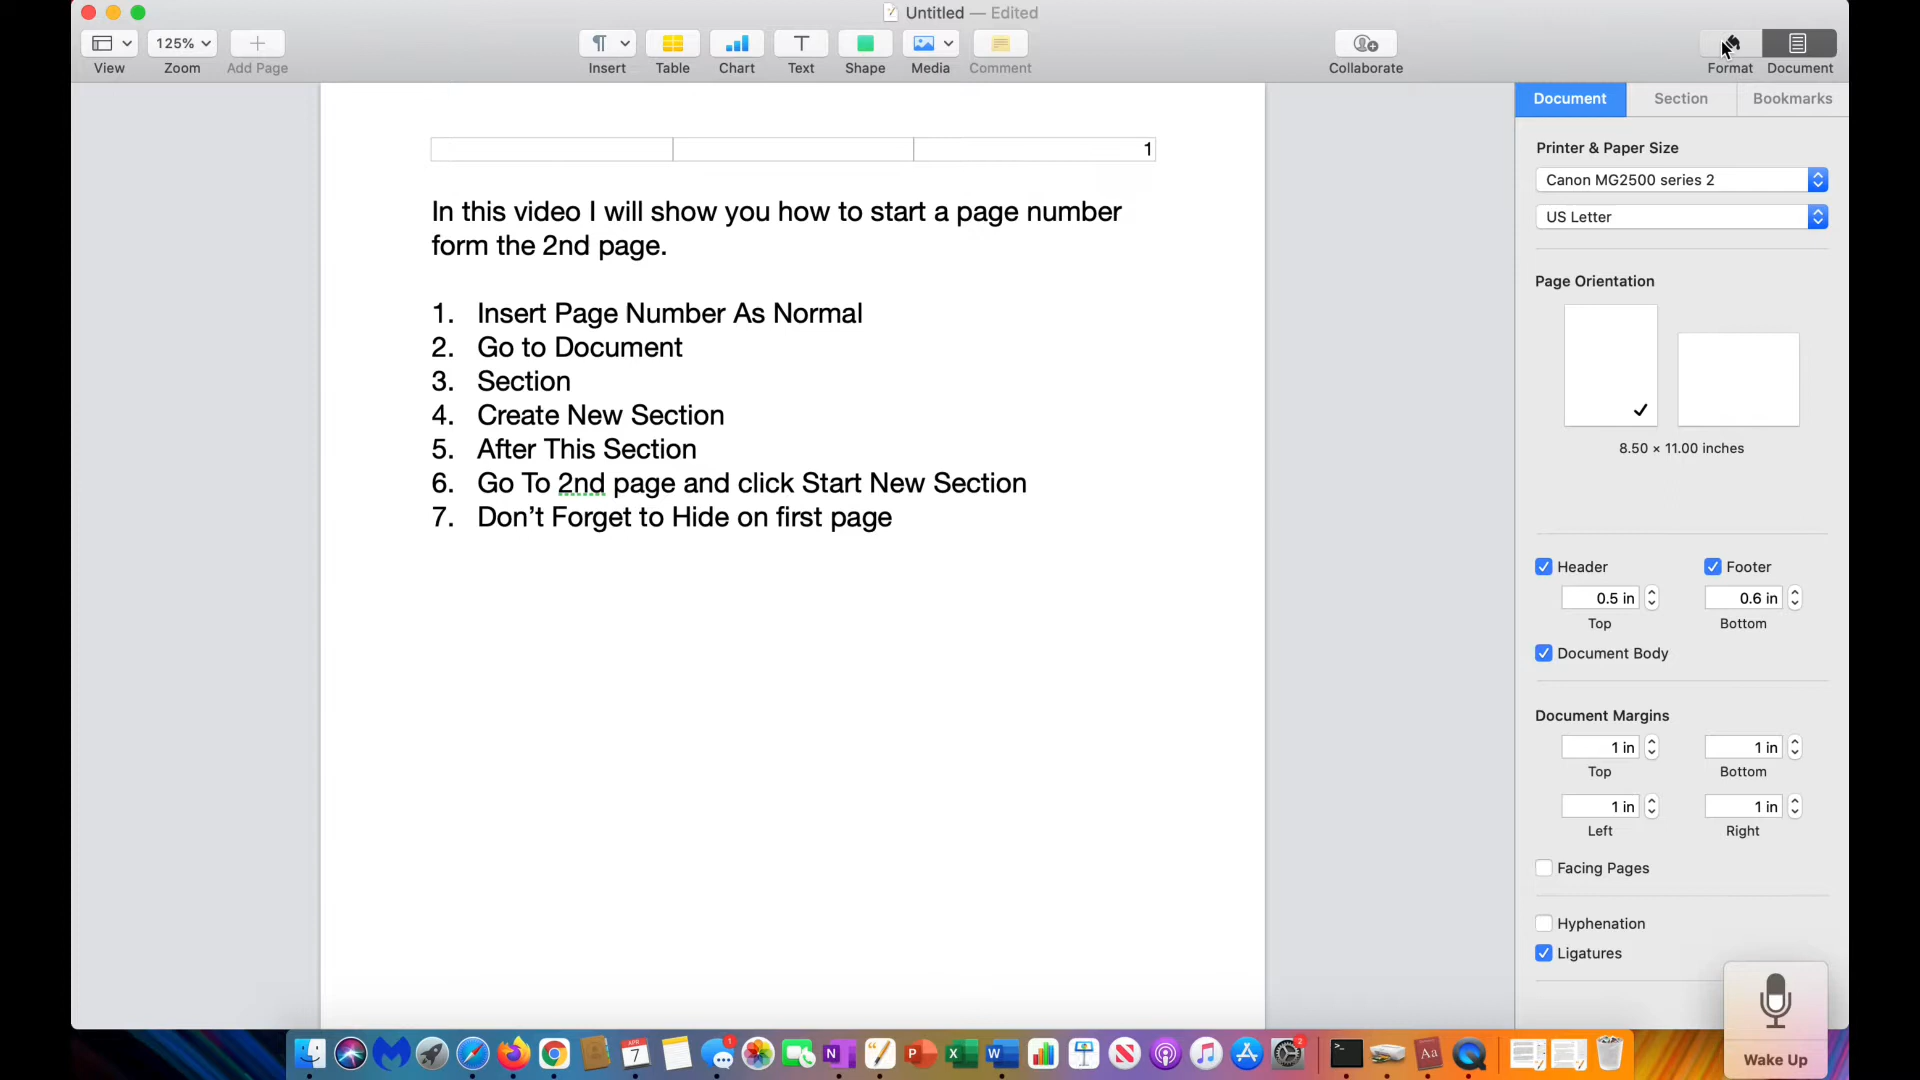 Untitled — Edited
125%
View
Zoom
Add Page
Insert
Table
Chart
Text
Shape
Media
Comment
Collaborate
Format
Document
Document
Section
Bookmarks
1
In this video I will show you how to start a page number
form the 2nd page.
1. Insert Page Number As Normal
2. Go to Document
3. Section
4. Create New Section
5. After This Section
6. Go To 2nd page and click Start New Section
7. Don’t Forget to Hide on first page
Printer & Paper Size
Canon MG2500 series 2
US Letter
Page Orientation
8.50 × 11.00 inches
Header
Footer
0.5 in
0.6 in
Top
Bottom
Document Body
Document Margins
1 in
1 in
Top
Bottom
1 in
1 in
Left
Right
Facing Pages
Hyphenation
Ligatures
Wake Up
APR
7
1
N
P
X
W
2
Aa